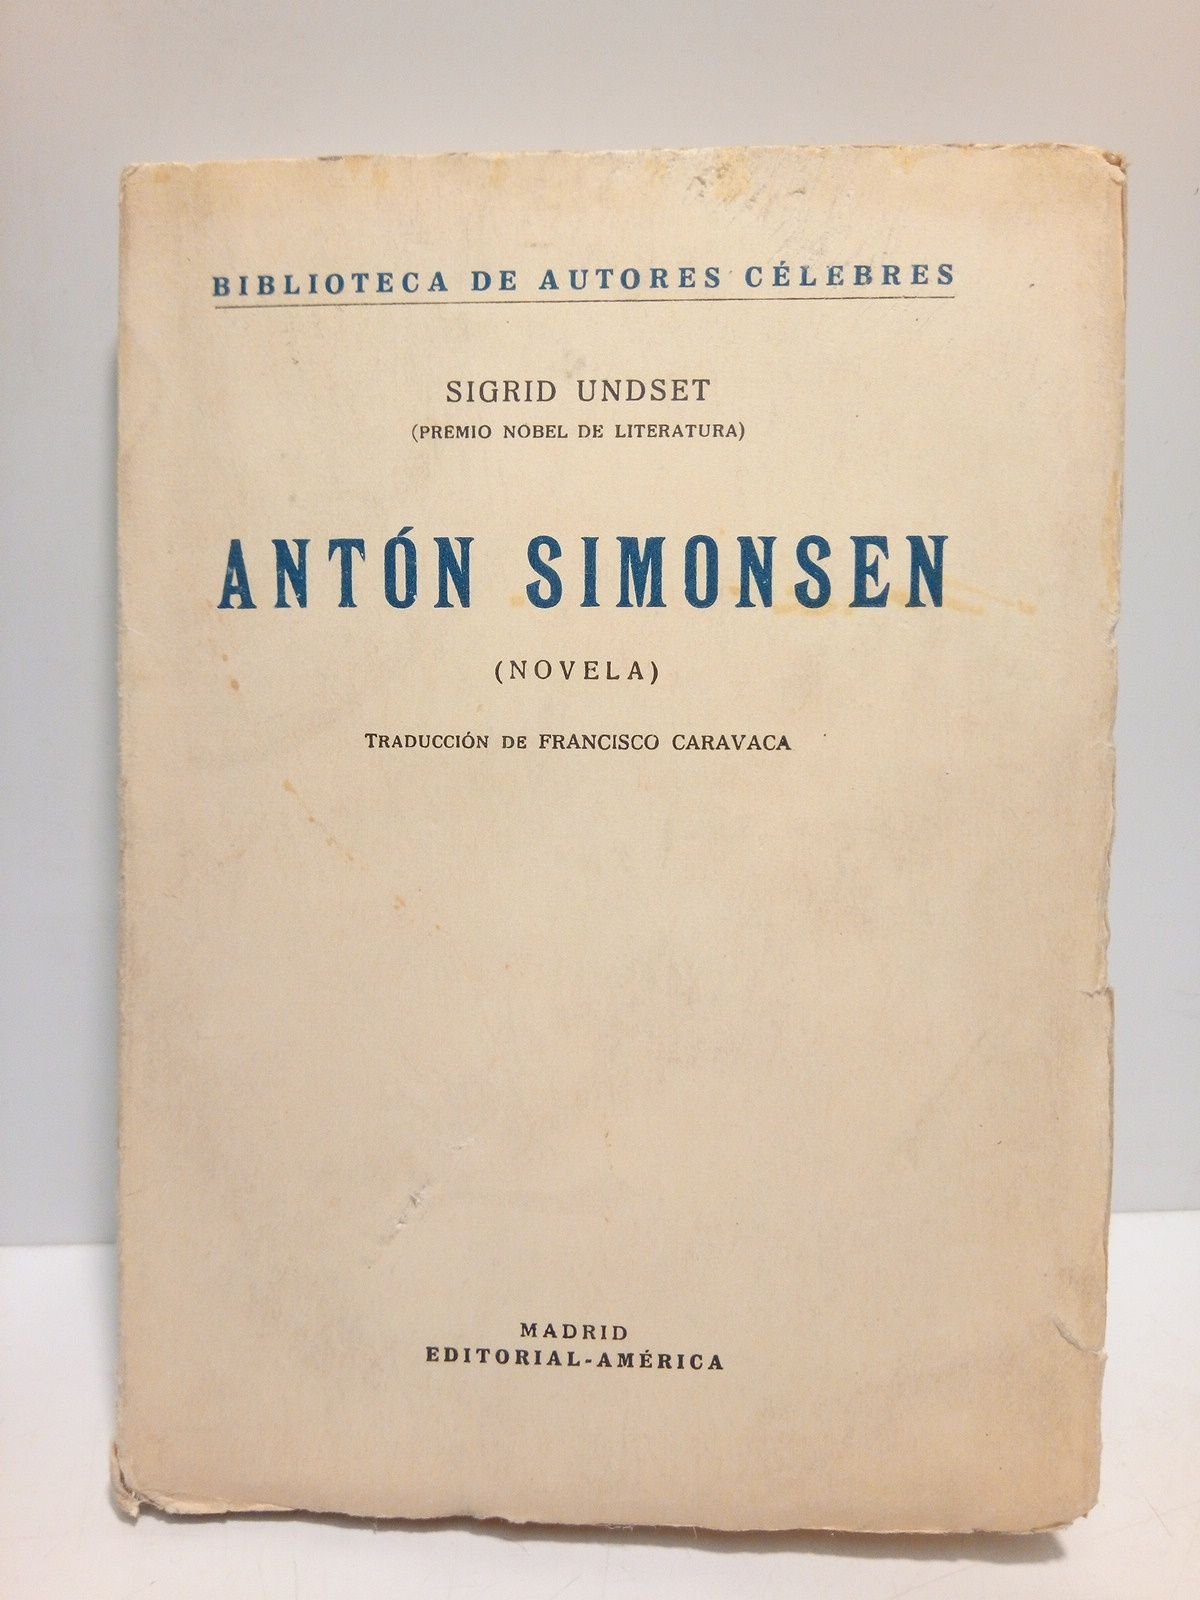 BIBLIOTECA DE AUTORES CÉLEBRES
SIGRID UNDSET
(PREMIO NOBEL DE LITERATURA)
ANTÓN SIMONSEN
(NOVELA)
TRADUCCIÓN DE FRANCISCO CARAVACA
MADRID
EDITORIAL-AMÉRICA